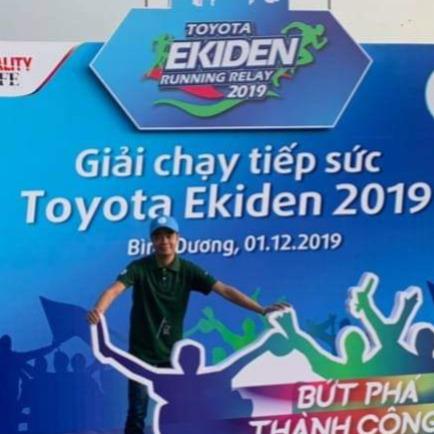 TOYOTA
EKIDEN
RUNNING RELAY
2019
Giải chạy tiếp sức
Toyota Ekiden 2019
Dương, 01.12.2019
BỨT PHÁ
THÀNH CÔNG